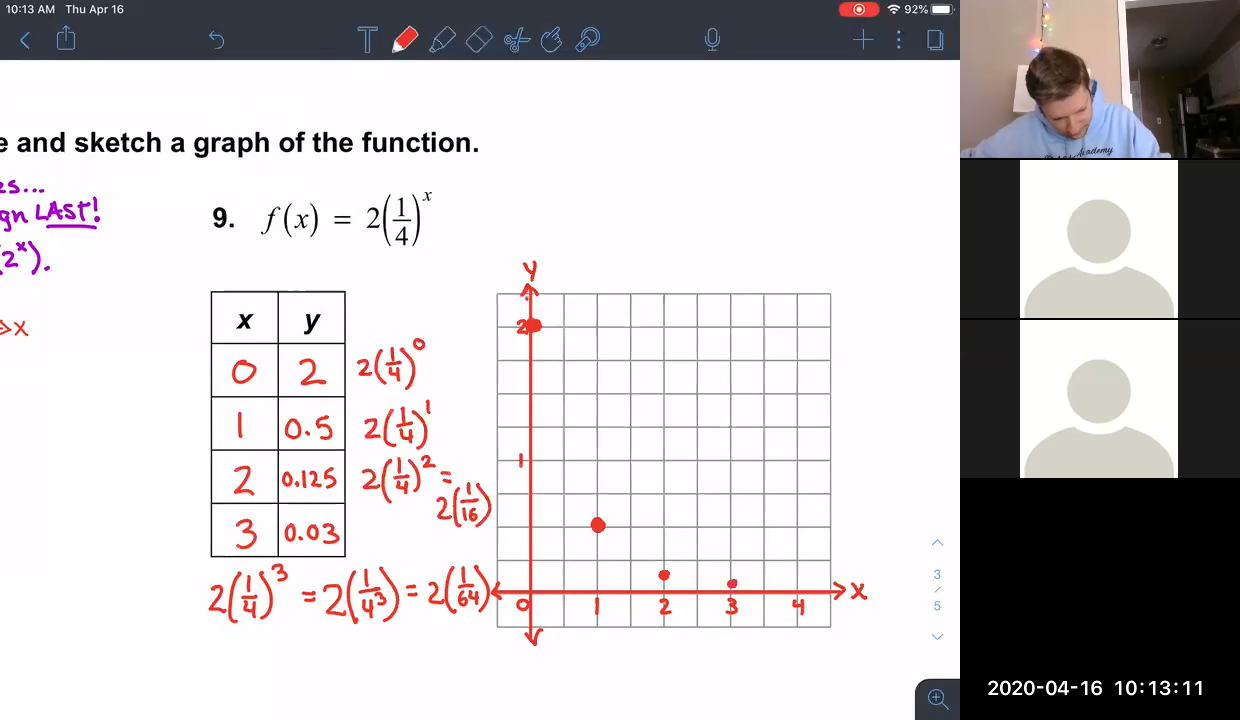 10:13 AM Thu Apr 16
92%
e and sketch a graph of the function.
es...
gn LAST!
(2^x).
>x
9. f(x) = 2(1/4)^x
x y
0 2 2(1/4)^0
1 0.5 2(1/4)^1
2 0.125 2(1/4)^2 =
2(1/16)
3 0.03
2(1/4)^3 = 2(1/4^3) = 2(1/64)
y
2
1
0 1 2 3 4 x
3
/
5
Academy
2020-04-16 10:13:11